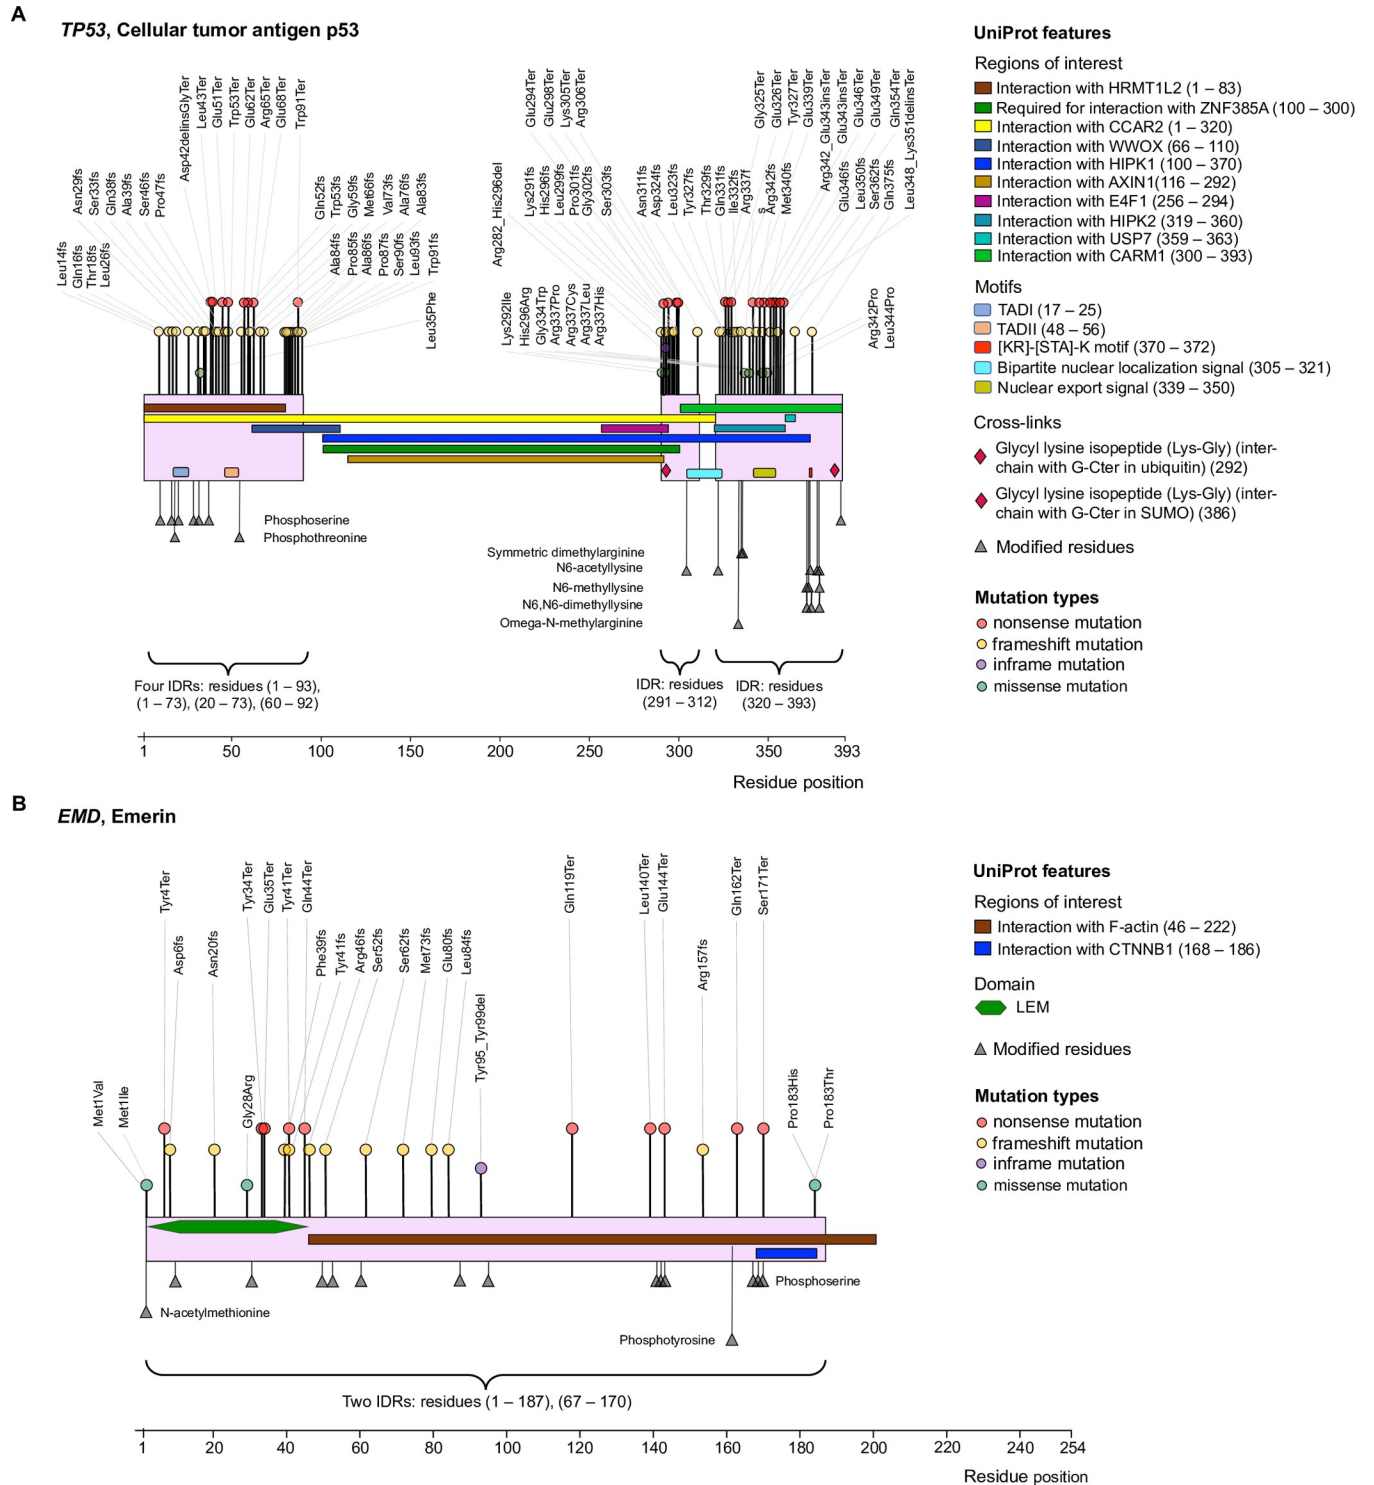 A
TP53, Cellular tumor antigen p53
Asp42delinsGlyTer
Leu43Ter
Glu51Ter
Trp53Ter
Glu62Ter
Arg65Ter
Glu68Ter
Trp91Ter
Glu294Ter
Glu298Ter
Lys305Ter
Arg306Ter
Gly325Ter
Glu326Ter
Tyr327Ter
Glu339Ter
Arg342_Glu343insTer
Glu343insTer
Glu346Ter
Glu349Ter
Gln354Ter
Leu348_Lys351delinsTer
Asn29fs
Ser33fs
Gln38fs
Ala39fs
Ser46fs
Pro47fs
Gln52fs
Trp53fs
Gly59fs
Met66fs
Val73fs
Ala76fs
Ala83fs
Arg282_His296del
Lys291fs
His296fs
Leu299fs
Pro301fs
Gly302fs
Ser303fs
Asn311fs
Asp324fs
Leu323fs
Tyr327fs
Thr329fs
Gln331fs
Ile332fs
Arg337f
s
Arg342fs
Met340fs
Glu346fs
Leu350fs
Ser362fs
Gln375fs
Leu14fs
Gln16fs
Thr18fs
Leu26fs
Ala84fs
Pro85fs
Ala86fs
Pro87fs
Ser90fs
Leu93fs
Trp91fs
Leu35Phe
Lys292Ile
His296Arg
Gly334Trp
Arg337Pro
Arg337Cys
Arg337Leu
Arg337His
Arg342Pro
Leu344Pro
Phosphoserine
Phosphothreonine
Symmetric dimethylarginine
N6-acetyllysine
N6-methyllysine
N6,N6-dimethyllysine
Omega-N-methylarginine
Four IDRs: residues (1 – 93),
(1 – 73), (20 – 73), (60 – 92)
IDR: residues
(291 – 312)
IDR: residues
(320 – 393)
1 50 100 150 200 250 300 350 393
Residue position
UniProt features
Regions of interest
Interaction with HRMT1L2 (1 – 83)
Required for interaction with ZNF385A (100 – 300)
Interaction with CCAR2 (1 – 320)
Interaction with WWOX (66 – 110)
Interaction with HIPK1 (100 – 370)
Interaction with AXIN1(116 – 292)
Interaction with E4F1 (256 – 294)
Interaction with HIPK2 (319 – 360)
Interaction with USP7 (359 – 363)
Interaction with CARM1 (300 – 393)
Motifs
TADI (17 – 25)
TADII (48 – 56)
[KR]-[STA]-K motif (370 – 372)
Bipartite nuclear localization signal (305 – 321)
Nuclear export signal (339 – 350)
Cross-links
Glycyl lysine isopeptide (Lys-Gly) (inter-
chain with G-Cter in ubiquitin) (292)
Glycyl lysine isopeptide (Lys-Gly) (inter-
chain with G-Cter in SUMO) (386)
Modified residues
Mutation types
nonsense mutation
frameshift mutation
inframe mutation
missense mutation
B
EMD, Emerin
Tyr4Ter
Tyr34Ter
Glu35Ter
Tyr41Ter
Gln44Ter
Gln119Ter
Leu140Ter
Glu144Ter
Gln162Ter
Ser171Ter
Asp6fs
Asn20fs
Phe39fs
Tyr41fs
Arg46fs
Ser52fs
Ser62fs
Met73fs
Glu80fs
Leu84fs
Arg157fs
Tyr95_Tyr99del
Met1Val
Met1Ile
Gly28Arg
Pro183His
Pro183Thr
Phosphoserine
N-acetylmethionine
Phosphotyrosine
Two IDRs: residues (1 – 187), (67 – 170)
1 20 40 60 80 100 120 140 160 180 200 220 240 254
Residue position
UniProt features
Regions of interest
Interaction with F-actin (46 – 222)
Interaction with CTNNB1 (168 – 186)
Domain
LEM
Modified residues
Mutation types
nonsense mutation
frameshift mutation
inframe mutation
missense mutation